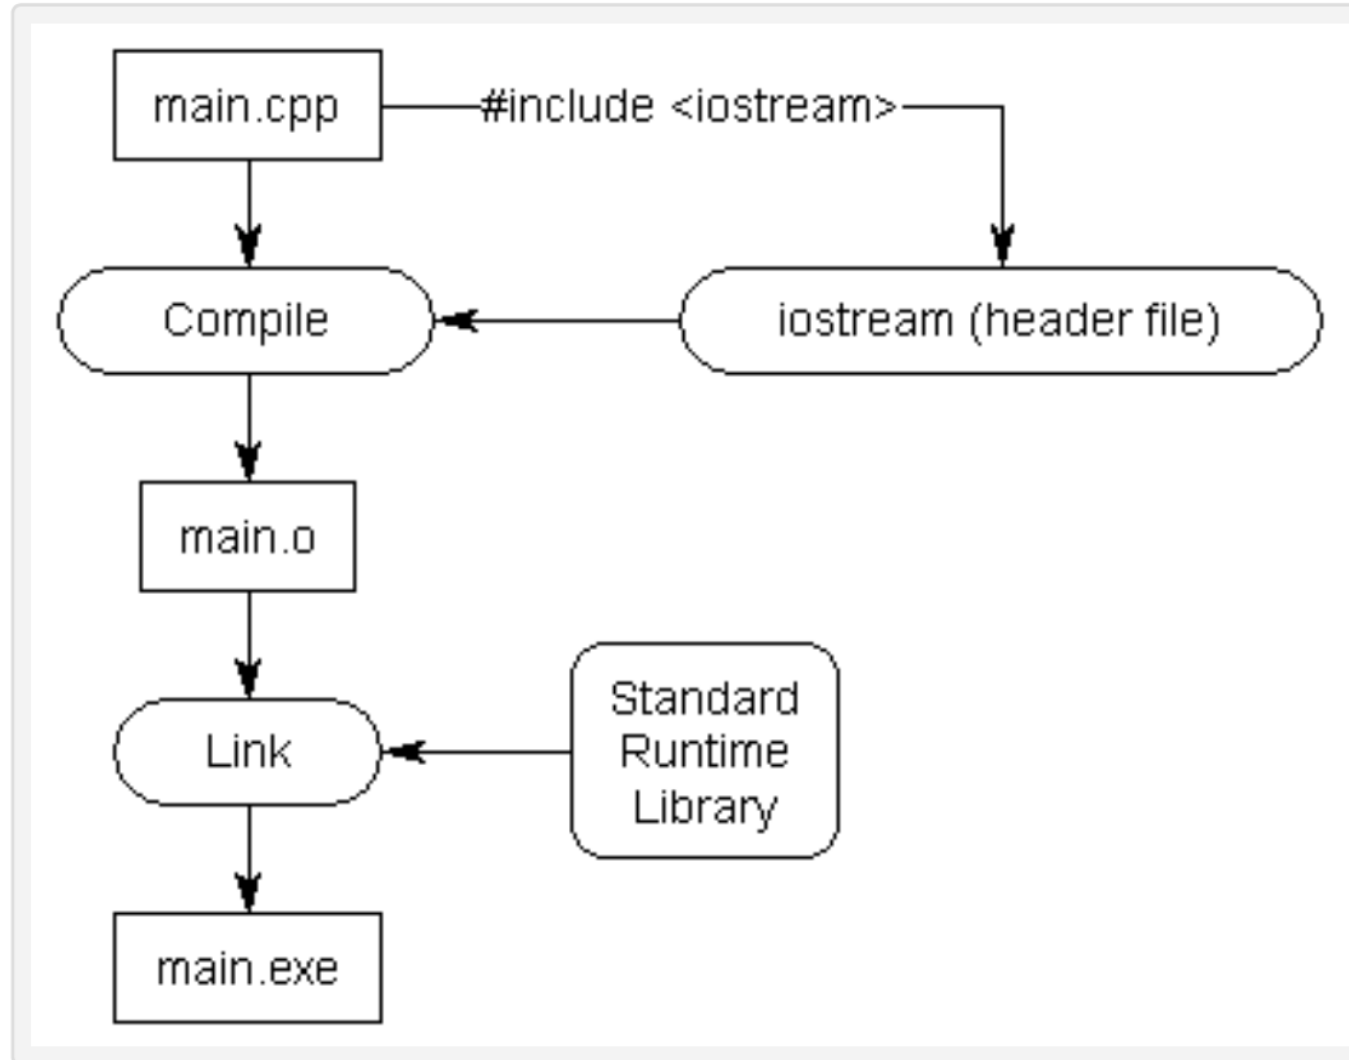 main.cpp
#include <iostream>
Compile
iostream (header file)
main.o
Standard
Runtime
Library
Link
main.exe